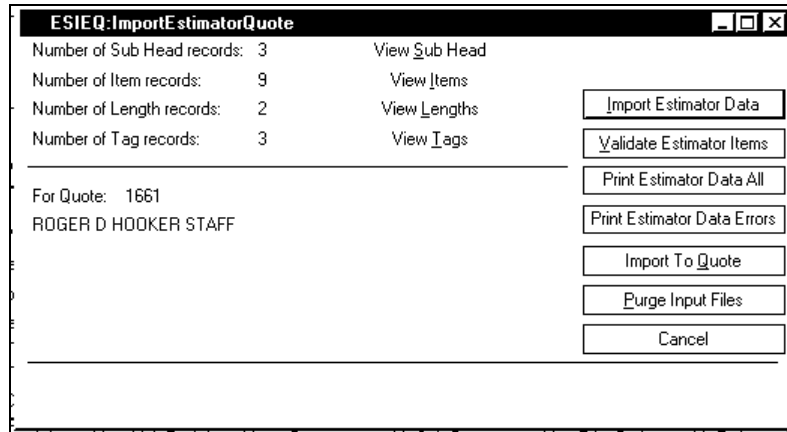 ESIEQ:ImportEstimatorQuote
Number of Sub Head records: 3 View Sub Head
Number of Item records: 9 View Items
Number of Length records: 2 View Lengths
Number of Tag records: 3 View Tags
For Quote: 1661
ROGER D HOOKER STAFF
Import Estimator Data
Validate Estimator Items
Print Estimator Data All
Print Estimator Data Errors
Import To Quote
Purge Input Files
Cancel